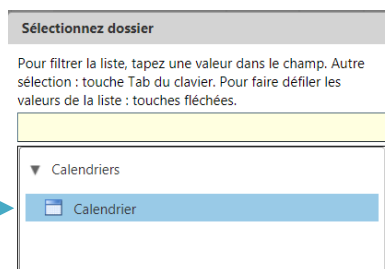 Sélectionnez dossier
Pour filtrer la liste, tapez une valeur dans le champ. Autre
sélection : touche Tab du clavier. Pour faire défiler les
valeurs de la liste : touches fléchées.
Calendriers
Calendrier